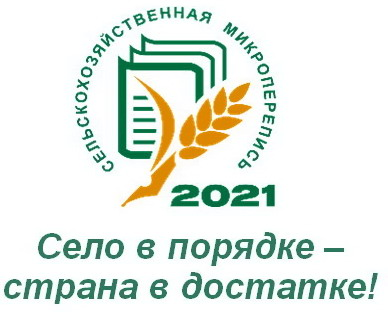 СЕЛЬСКОХОЗЯЙСТВЕННАЯ МИКРОПЕРЕПИСЬ
2021
Село в порядке –
страна в достатке!